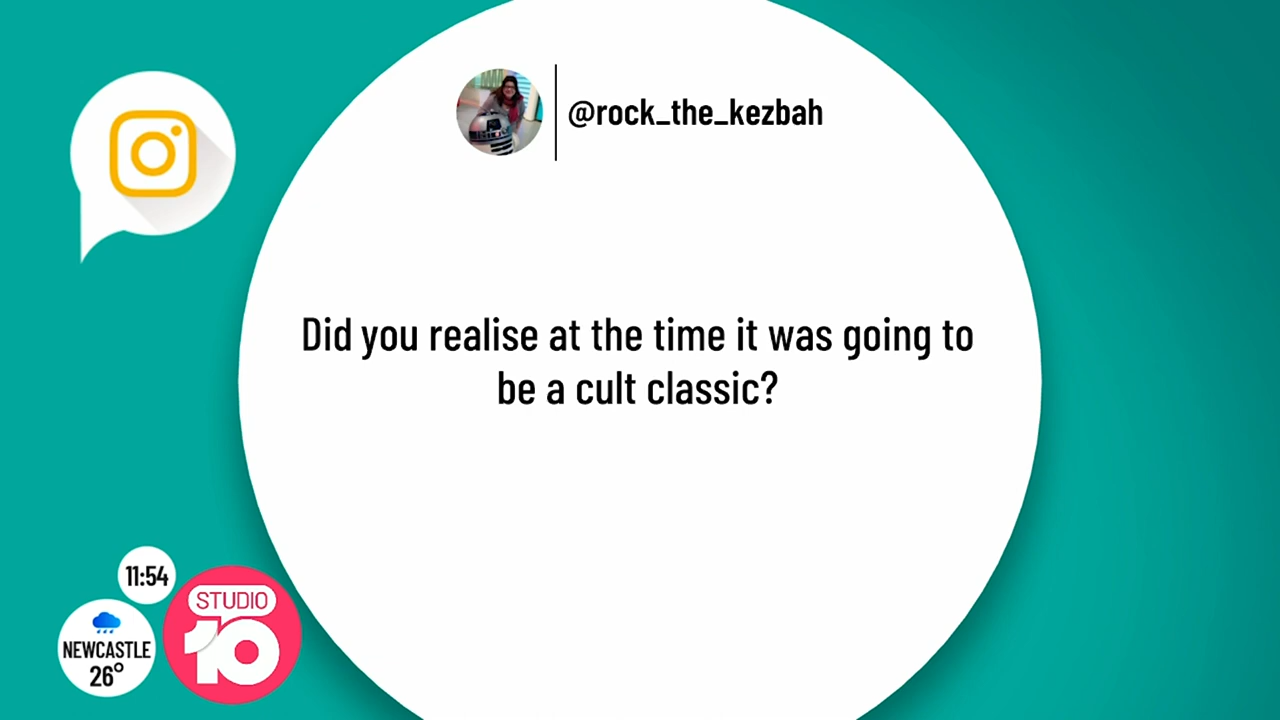 @rock_the_kezbah
Did you realise at the time it was going to
be a cult classic?
11:54
STUDIO
10
NEWCASTLE
26°